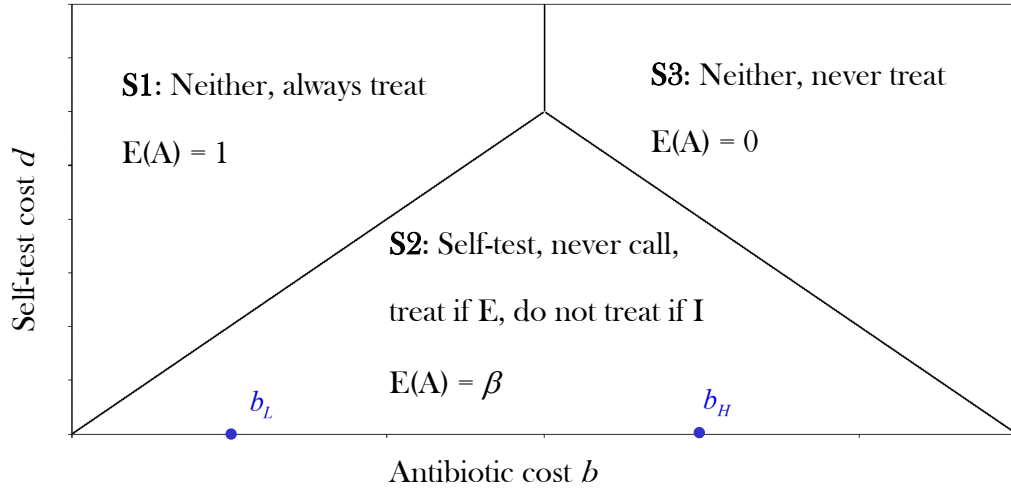 S1: Neither, always treat
E(A) = 1
S3: Neither, never treat
E(A) = 0
Self-test cost d
S2: Self-test, never call,
treat if E, do not treat if I
E(A) = β
b_L
b_H
Antibiotic cost b